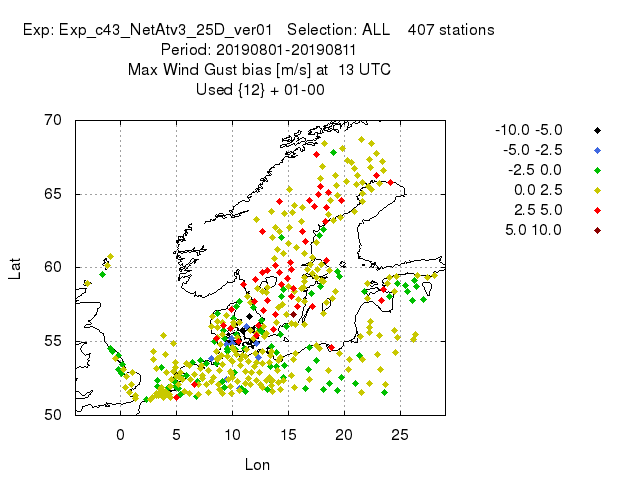 Exp: Exp_c43_NetAtv3_25D_ver01   Selection: ALL    407 stations
Period: 20190801-20190811
Max Wind Gust bias [m/s] at  13 UTC
Used {12} + 01-00
-10.0 -5.0
-5.0 -2.5
-2.5 0.0
0.0 2.5
2.5 5.0
5.0 10.0
70
65
60
55
50
Lat
0 5 10 15 20 25
Lon